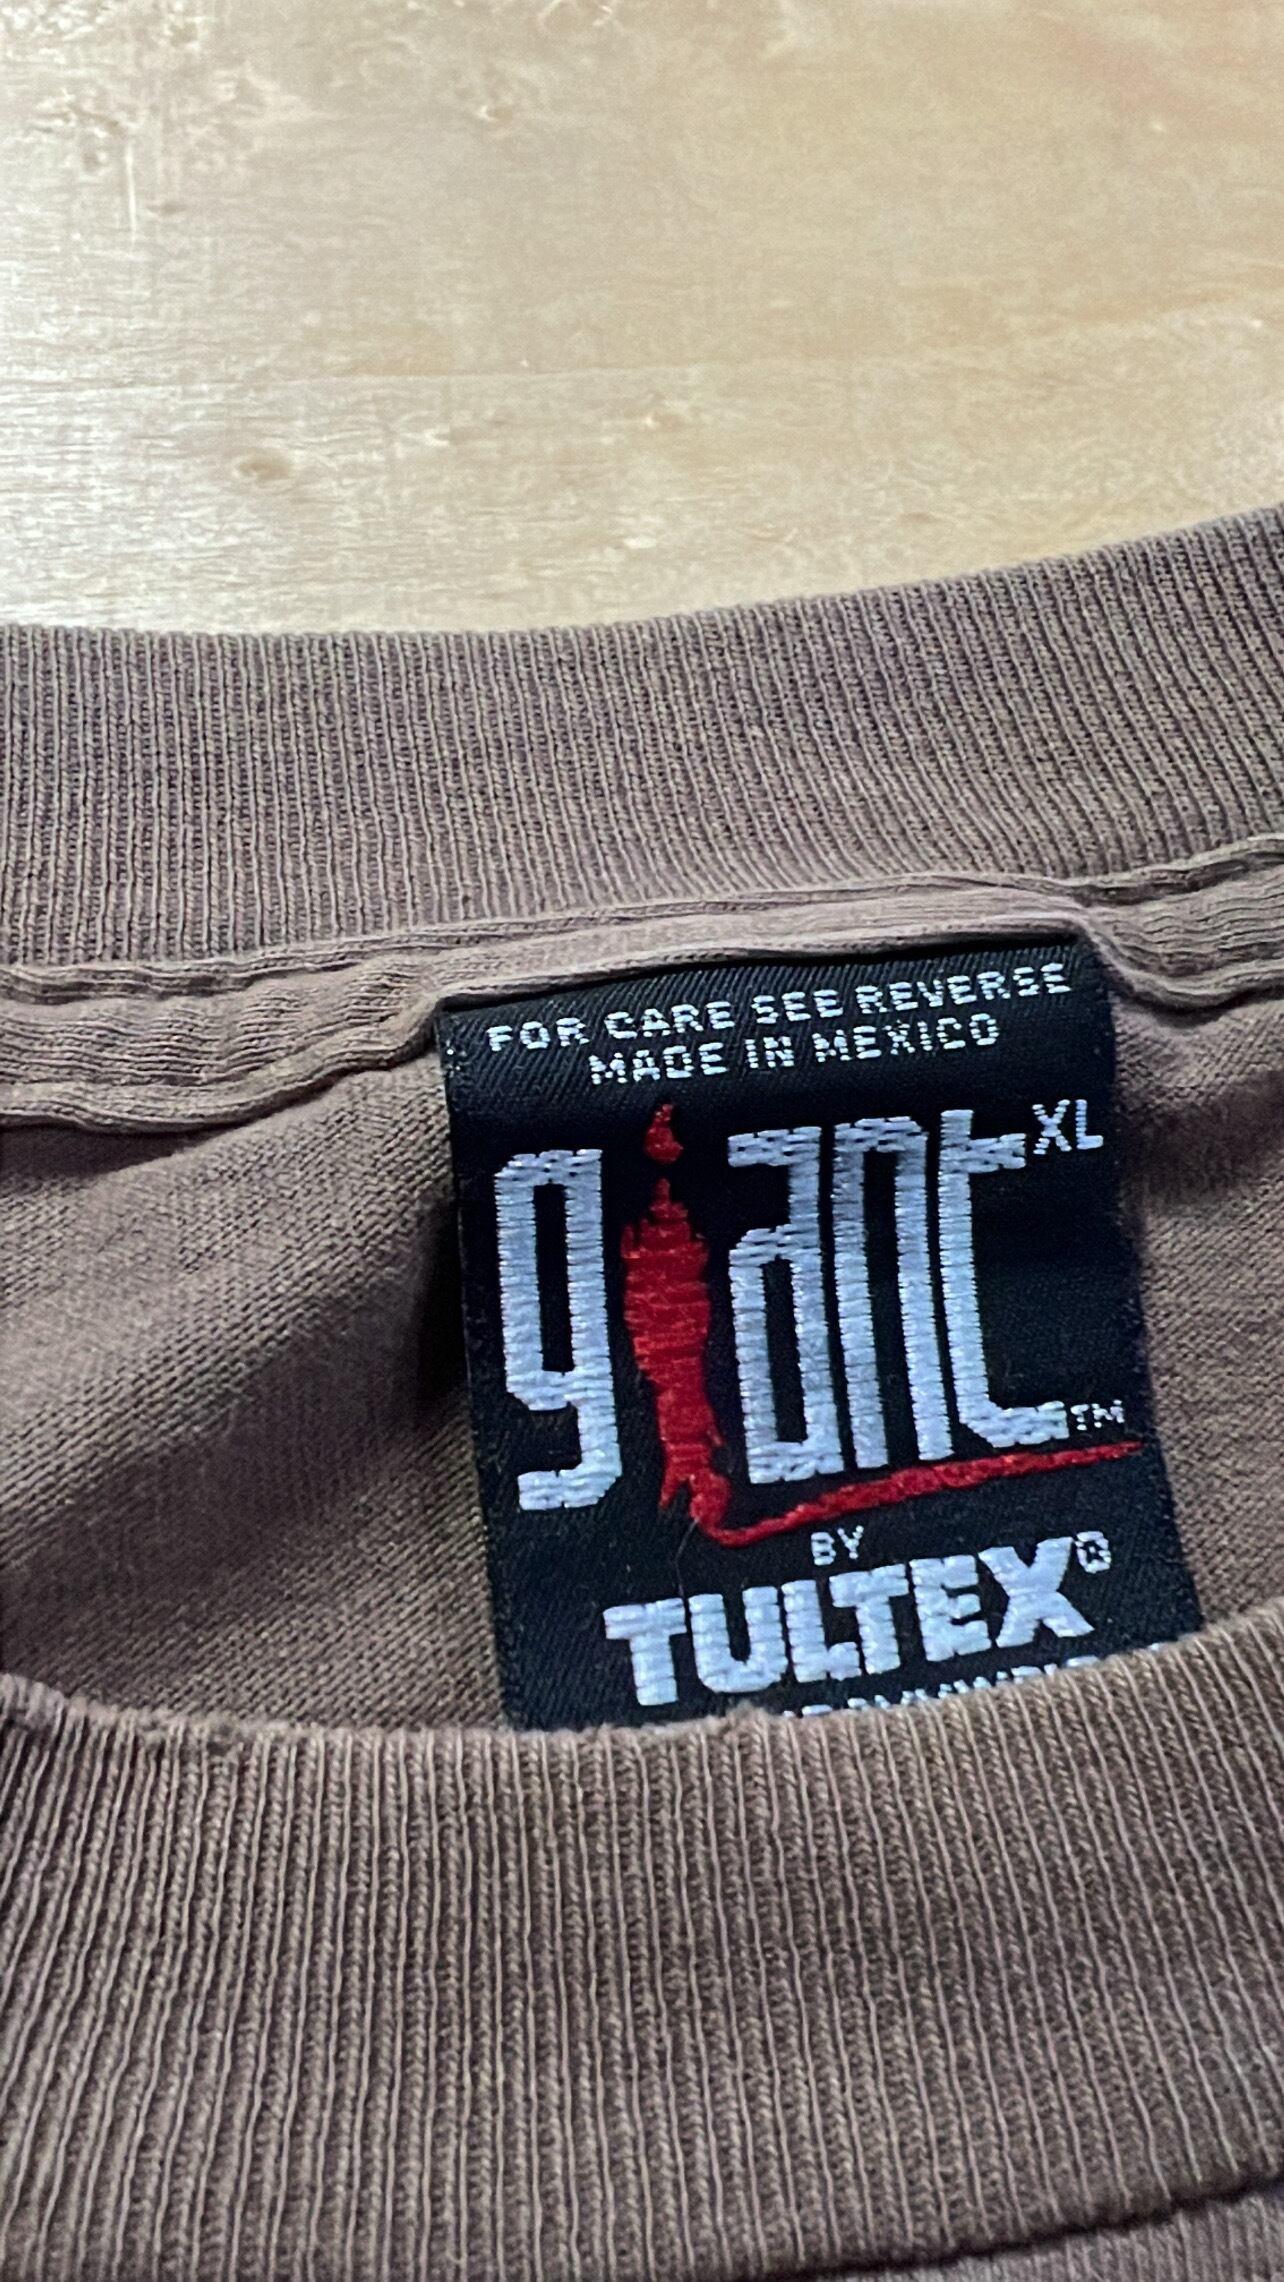 FOR CARE SEE REVERSE
MADE IN MEXICO
giant XL
TM
BY
TULTEX®